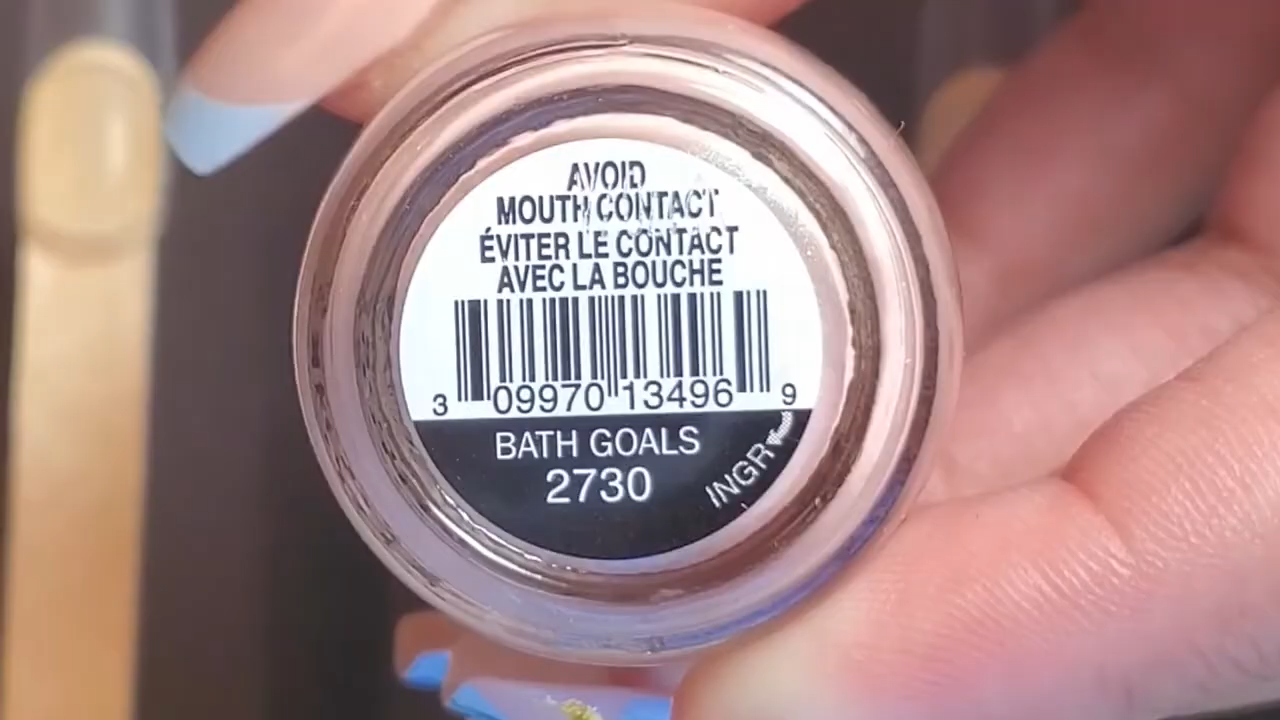 AVOID
MOUTH CONTACT
ÉVITER LE CONTACT
AVEC LA BOUCHE
3 09970 13496 9
BATH GOALS
2730
INGR